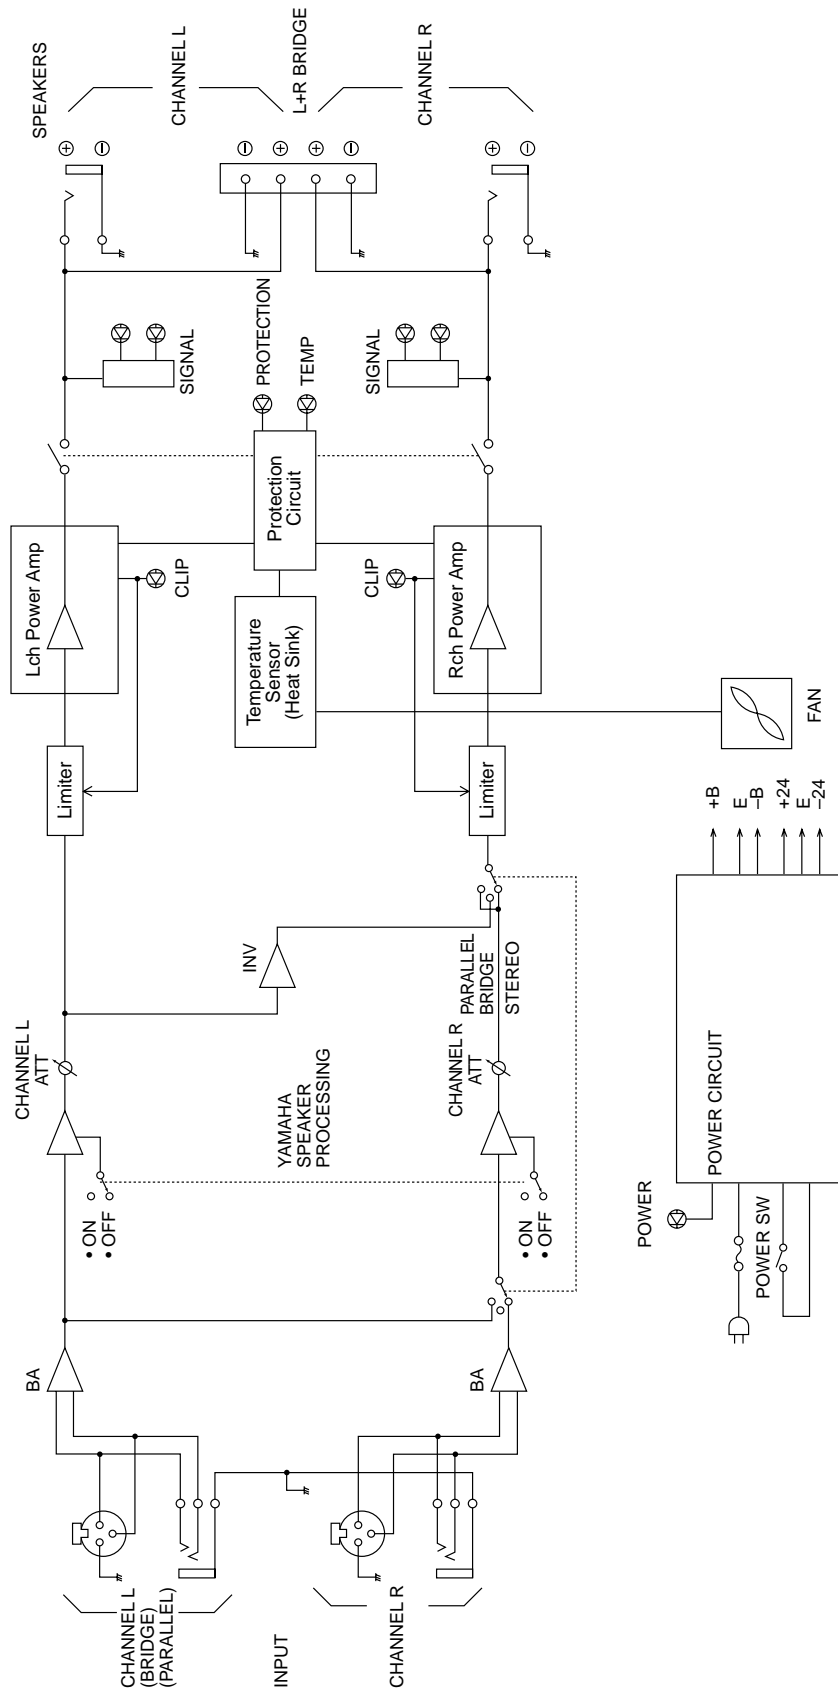 INPUT
CHANNEL L
(BRIDGE)
(PARALLEL)
CHANNEL R
BA
BA
• ON
• OFF
• ON
• OFF
YAMAHA
SPEAKER
PROCESSING
CHANNEL L
ATT
CHANNEL R
ATT
INV
PARALLEL
BRIDGE
STEREO
Limiter
Limiter
Lch Power Amp
CLIP
Temperature
Sensor
(Heat Sink)
CLIP
Rch Power Amp
Protection
Circuit
PROTECTION
TEMP
SIGNAL
SIGNAL
SPEAKERS
CHANNEL L
L+R BRIDGE
CHANNEL R
+
−
−
+
+
−
+
−
FAN
POWER
POWER SW
POWER CIRCUIT
+B
E
–B
+24
E
–24